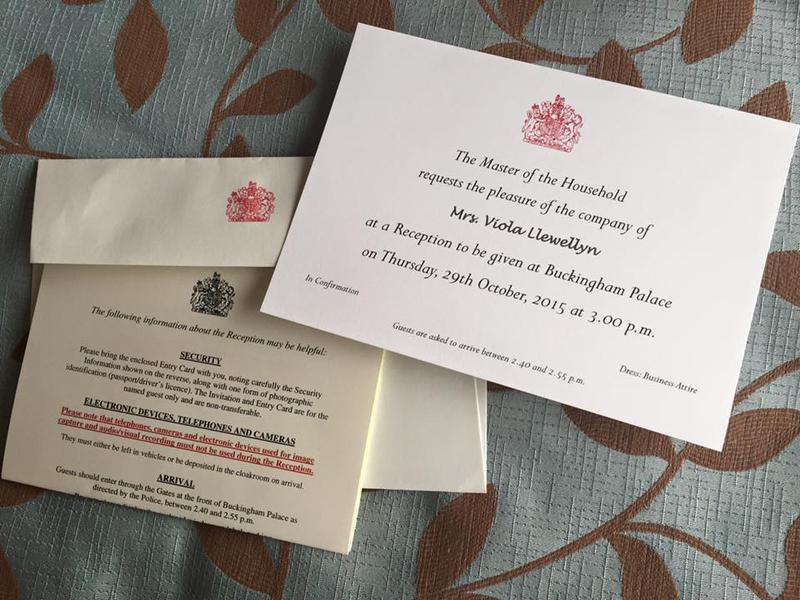 The Master of the Household
requests the pleasure of the company of
Mrs. Viola Llewellyn
at a Reception to be given at Buckingham Palace
on Thursday, 29th October, 2015 at 3.00 p.m.
In Confirmation
Guests are asked to arrive between 2.40 and 2.55 p.m.
Dress: Business Attire
The following information about the Reception may be helpful:
SECURITY
Please bring the enclosed Entry Card with you, noting carefully the Security
Information shown on the reverse, along with one form of photographic
identification (passport/driver's licence). The Invitation and Entry Card are for the
named guest only and are non-transferable.
ELECTRONIC DEVICES, TELEPHONES AND CAMERAS
Please note that telephones, cameras and electronic devices used for image
capture and audio/visual recording must not be used during the Reception.
They must either be left in vehicles or be deposited in the cloakroom on arrival.
ARRIVAL
Guests should enter through the Gates at the front of Buckingham Palace as
directed by the Police, between 2.40 and 2.55 p.m.